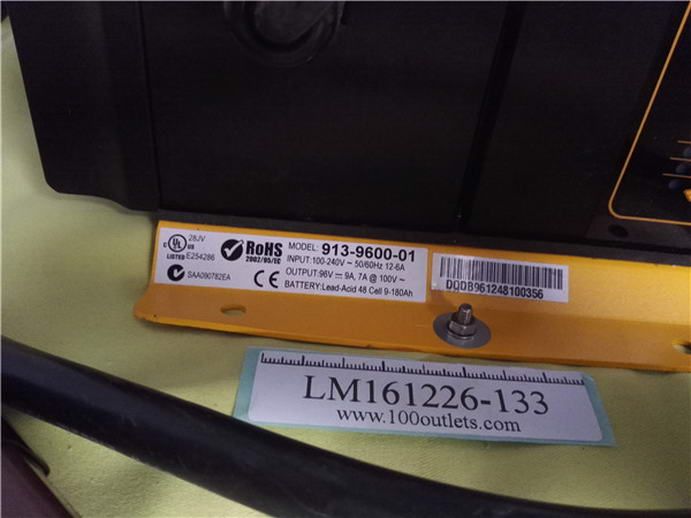 28JV
C UL US
LISTED E254286
SAA090782EA
RoHS
2002/95/EC
CE
MODEL: 913-9600-01
INPUT:100-240V ~ 50/60Hz 12-6A
OUTPUT:96V ⎓ 9A, 7A @ 100V ~
BATTERY:Lead-Acid 48 Cell 9-180Ah
DQDB961248100356
LM161226-133
www.100outlets.com